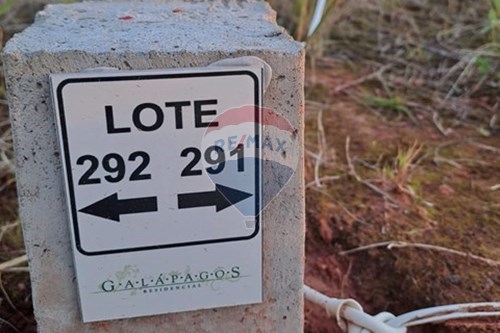 LOTE
292 291
GALÁPAGOS
RESIDENCIAL
RE/MAX